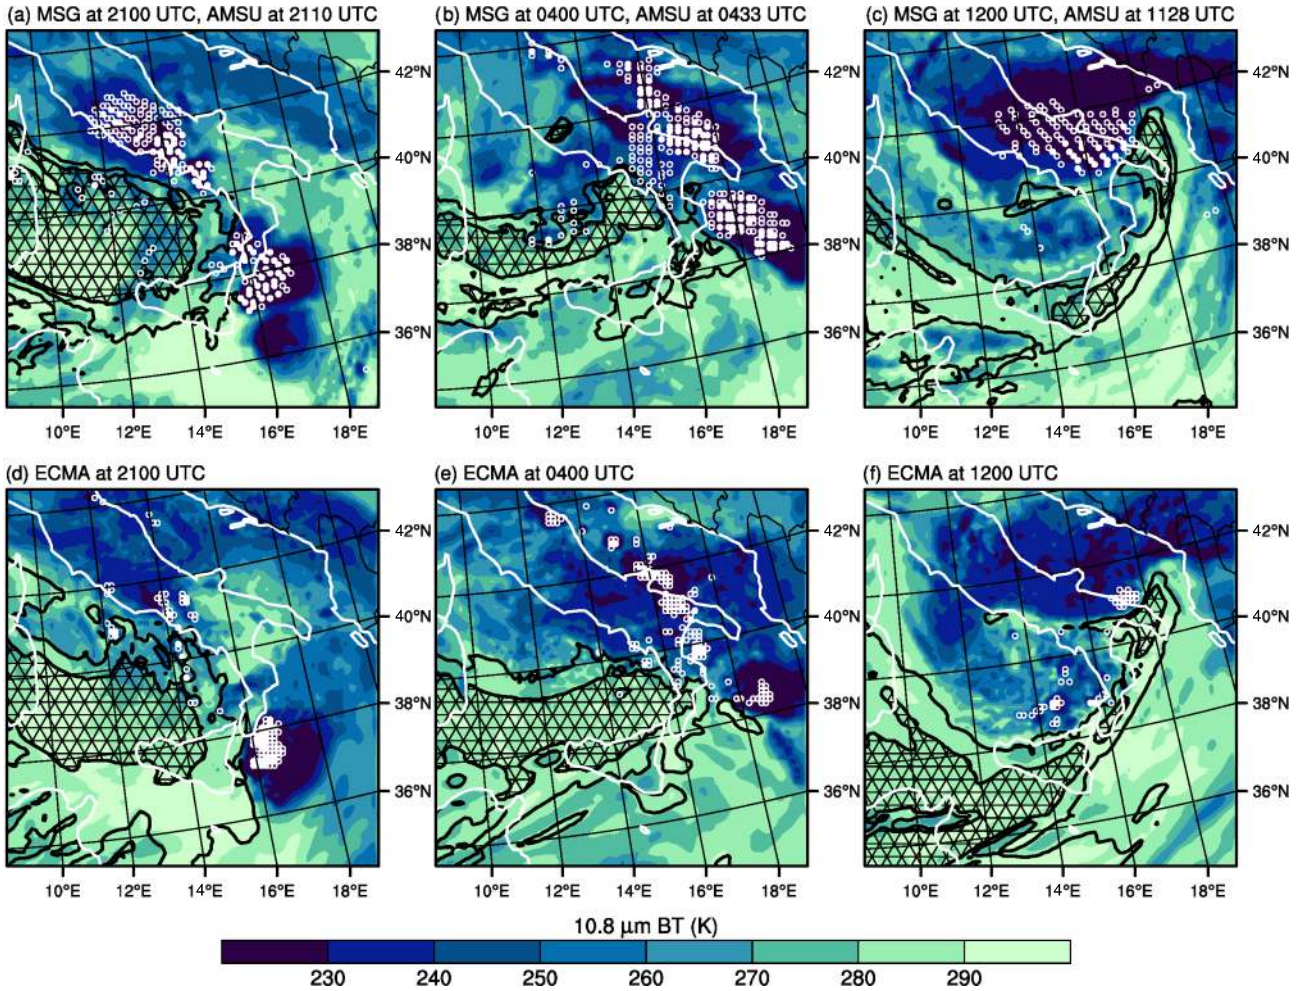 (a) MSG at 2100 UTC, AMSU at 2110 UTC
(b) MSG at 0400 UTC, AMSU at 0433 UTC
(c) MSG at 1200 UTC, AMSU at 1128 UTC
42°N 42°N 42°N
40°N 40°N 40°N
38°N 38°N 38°N
36°N 36°N 36°N
10°E 12°E 14°E 16°E 18°E 10°E 12°E 14°E 16°E 18°E 10°E 12°E 14°E 16°E 18°E
(d) ECMA at 2100 UTC
(e) ECMA at 0400 UTC
(f) ECMA at 1200 UTC
42°N 42°N 42°N
40°N 40°N 40°N
38°N 38°N 38°N
36°N 36°N 36°N
10°E 12°E 14°E 16°E 18°E 10°E 12°E 14°E 16°E 18°E 10°E 12°E 14°E 16°E 18°E
10.8 μm BT (K)
230 240 250 260 270 280 290